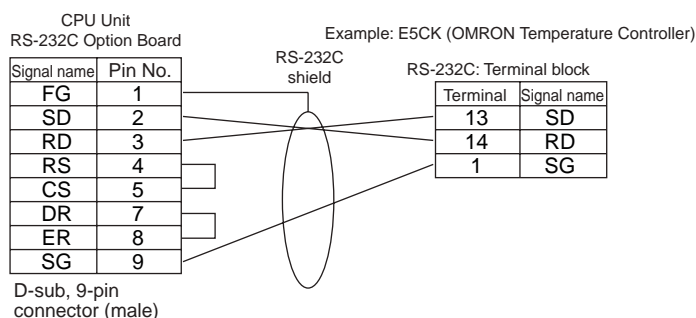 CPU Unit
RS-232C Option Board
Example: E5CK (OMRON Temperature Controller)
RS-232C
shield
RS-232C: Terminal block
Signal name Pin No.
FG 1
SD 2
RD 3
RS 4
CS 5
DR 7
ER 8
SG 9
Terminal Signal name
13 SD
14 RD
1 SG
D-sub, 9-pin
connector (male)